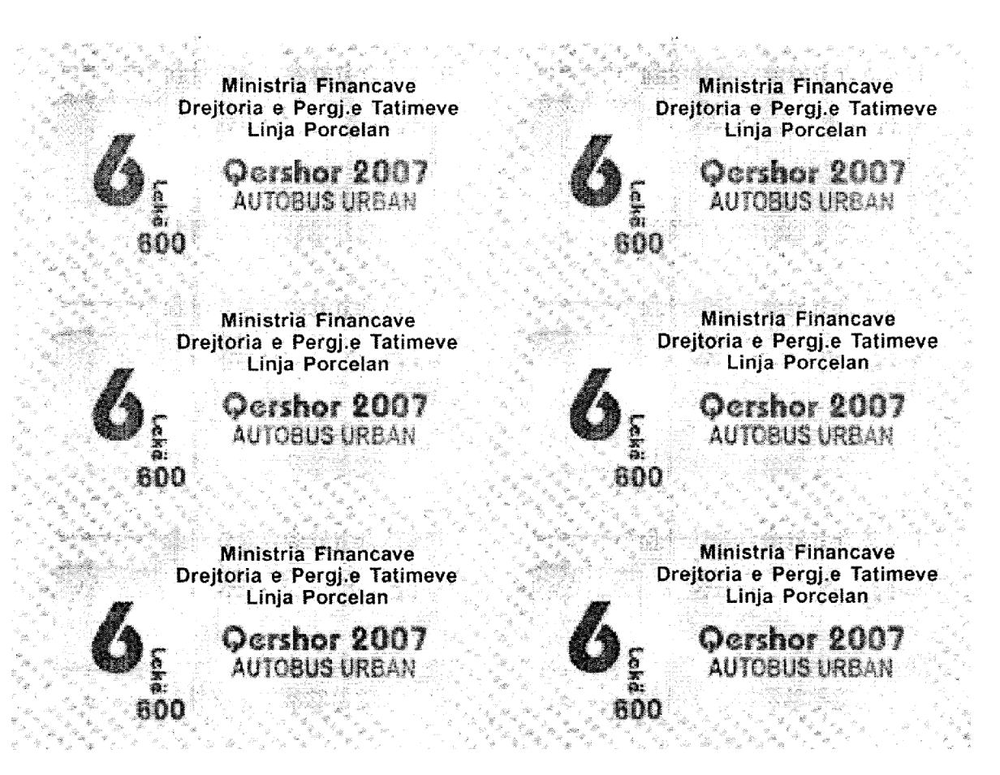 Ministria Financave
Drejtoria e Pergj.e Tatimeve
Linja Porcelan
6
Lekë
600
Qershor 2007
AUTOBUS URBAN
Ministria Financave
Drejtoria e Pergj.e Tatimeve
Linja Porcelan
6
Lekë
600
Qershor 2007
AUTOBUS URBAN
Ministria Financave
Drejtoria e Pergj.e Tatimeve
Linja Porcelan
6
Lekë
600
Qershor 2007
AUTOBUS URBAN
Ministria Financave
Drejtoria e Pergj.e Tatimeve
Linja Porcelan
6
Lekë
600
Qershor 2007
AUTOBUS URBAN
Ministria Financave
Drejtoria e Pergj.e Tatimeve
Linja Porcelan
6
Lekë
600
Qershor 2007
AUTOBUS URBAN
Ministria Financave
Drejtoria e Pergj.e Tatimeve
Linja Porcelan
6
Lekë
600
Qershor 2007
AUTOBUS URBAN